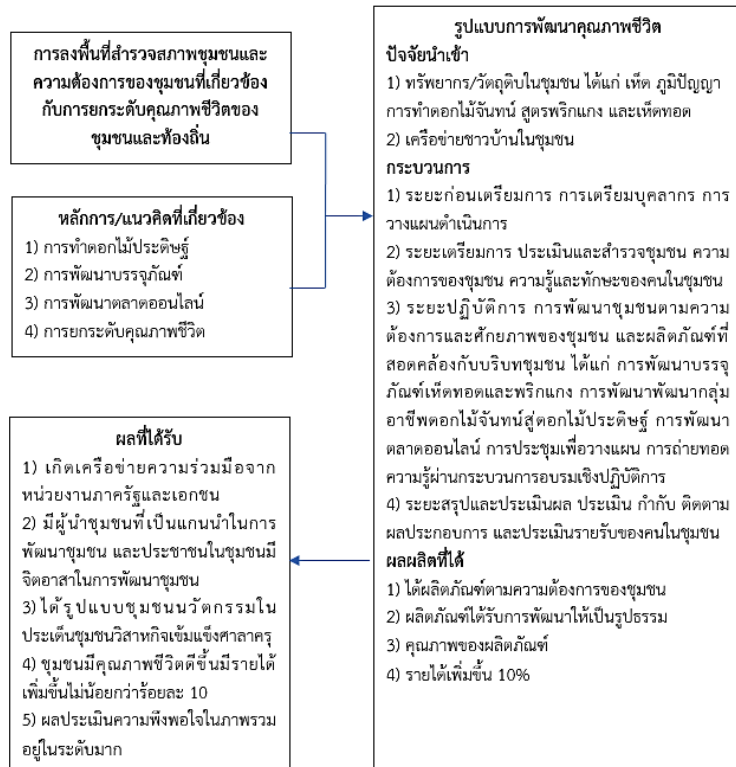 การลงพื้นที่สำรวจสภาพชุมชนและ
ความต้องการของชุมชนที่เกี่ยวข้อง
กับการยกระดับคุณภาพชีวิตของ
ชุมชนและท้องถิ่น
หลักการ/แนวคิดที่เกี่ยวข้อง
1) การทำดอกไม้ประดิษฐ์
2) การพัฒนาบรรจุภัณฑ์
3) การพัฒนาตลาดออนไลน์
4) การยกระดับคุณภาพชีวิต
รูปแบบการพัฒนาคุณภาพชีวิต
ปัจจัยนำเข้า
1) ทรัพยากร/วัตถุดิบในชุมชน ได้แก่ เห็ด ภูมิปัญญา
การทำดอกไม้จันทน์ สูตรพริกแกง และเห็ดทอด
2) เครือข่ายชาวบ้านในชุมชน
กระบวนการ
1) ระยะก่อนเตรียมการ การเตรียมบุคลากร การ
วางแผนดำเนินการ
2) ระยะเตรียมการ ประเมินและสำรวจชุมชน ความ
ต้องการของชุมชน ความรู้และทักษะของคนในชุมชน
3) ระยะปฏิบัติการ การพัฒนาชุมชนตามความ
ต้องการและศักยภาพของชุมชน และผลิตภัณฑ์ที่
สอดคล้องกับบริบทชุมชน ได้แก่ การพัฒนาบรรจุ
ภัณฑ์เห็ดทอดและพริกแกง การพัฒนาพัฒนากลุ่ม
อาชีพดอกไม้จันทน์สู่ดอกไม้ประดิษฐ์ การพัฒนา
ตลาดออนไลน์ การประชุมเพื่อวางแผน การถ่ายทอด
ความรู้ผ่านกระบวนการอบรมเชิงปฏิบัติการ
4) ระยะสรุปและประเมินผล ประเมิน กำกับ ติดตาม
ผลประกอบการ และประเมินรายรับของคนในชุมชน
ผลผลิตที่ได้
1) ได้ผลิตภัณฑ์ตามความต้องการของชุมชน
2) ผลิตภัณฑ์ได้รับการพัฒนาให้เป็นรูปธรรม
3) คุณภาพของผลิตภัณฑ์
4) รายได้เพิ่มขึ้น 10%
ผลที่ได้รับ
1) เกิดเครือข่ายความร่วมมือจาก
หน่วยงานภาครัฐและเอกชน
2) มีผู้นำชุมชนที่เป็นแกนนำในการ
พัฒนาชุมชน และประชาชนในชุมชนมี
จิตอาสาในการพัฒนาชุมชน
3) ได้รูปแบบชุมชนนวัตกรรมใน
ประเด็นชุมชนวิสาหกิจเข้มแข็งศาลาครุ
4) ชุมชนมีคุณภาพชีวิตดีขึ้นมีรายได้
เพิ่มขึ้นไม่น้อยกว่าร้อยละ 10
5) ผลประเมินความพึงพอใจในภาพรวม
อยู่ในระดับมาก